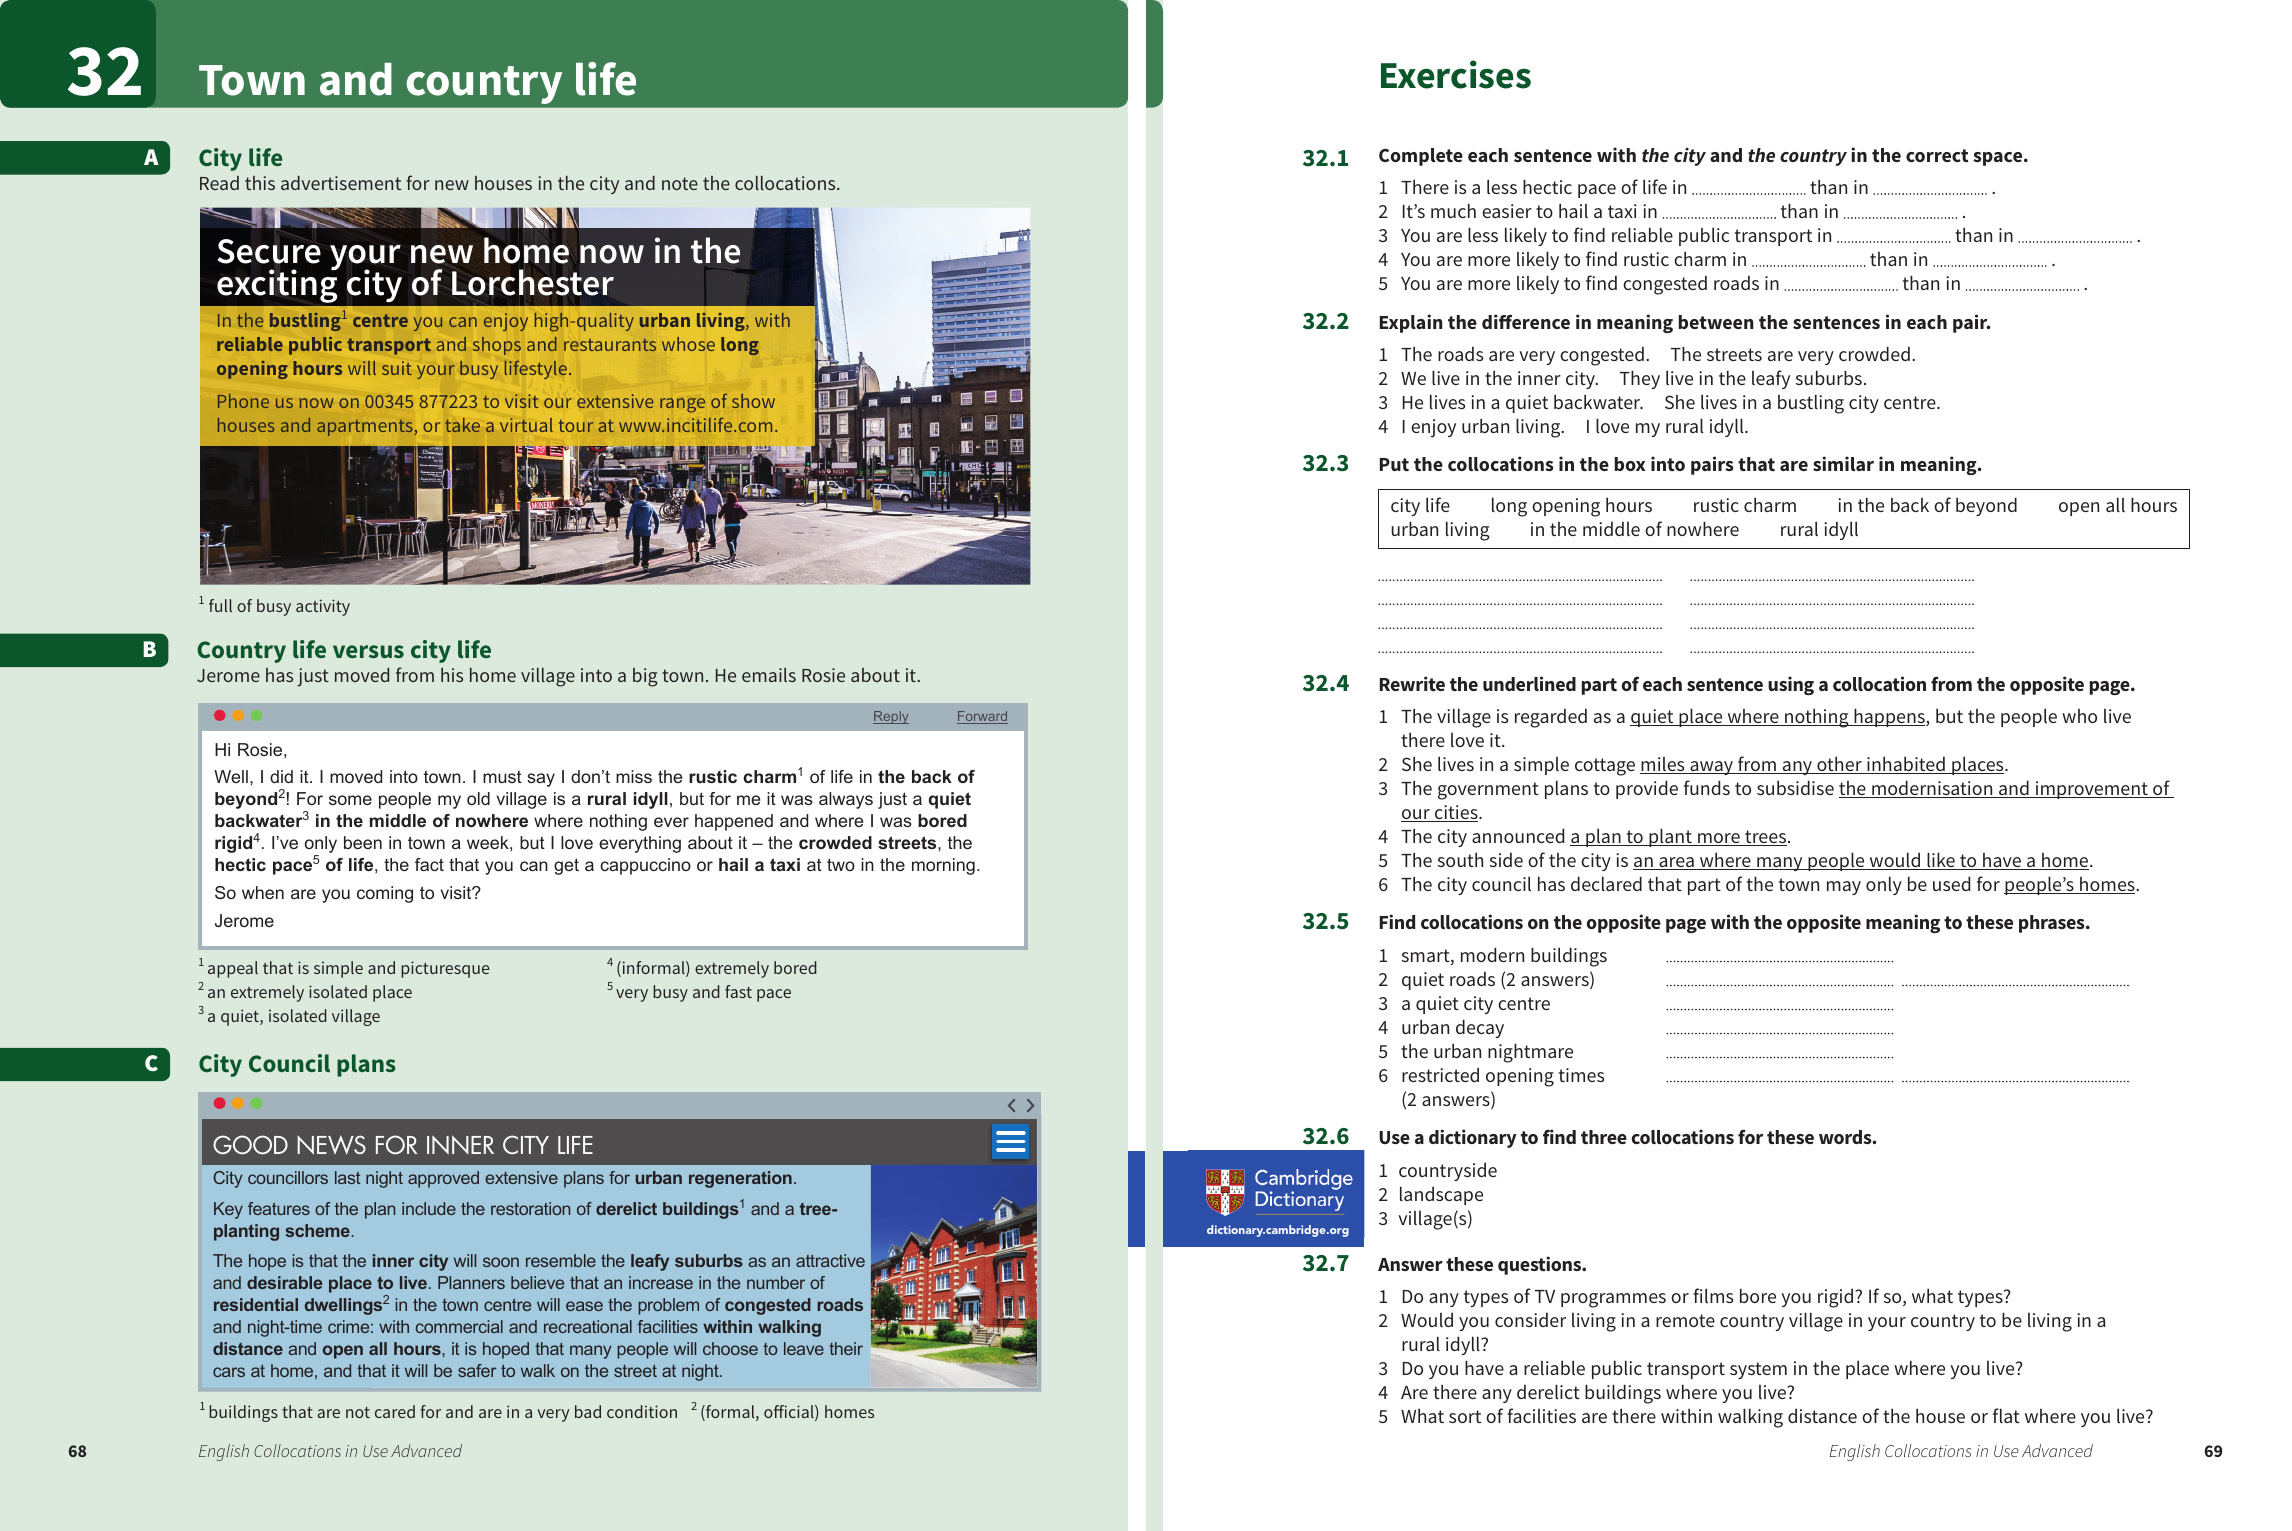 32
Town and country life
A
City life
Read this advertisement for new houses in the city and note the collocations.
Secure your new home now in the
exciting city of Lorchester
In the bustling¹ centre you can enjoy high-quality urban living, with
reliable public transport and shops and restaurants whose long
opening hours will suit your busy lifestyle.
Phone us now on 00345 877223 to visit our extensive range of show
houses and apartments, or take a virtual tour at www.incitilife.com.
¹ full of busy activity
B
Country life versus city life
Jerome has just moved from his home village into a big town. He emails Rosie about it.
Reply Forward
Hi Rosie,
Well, I did it. I moved into town. I must say I don’t miss the rustic charm¹ of life in the back of
beyond²! For some people my old village is a rural idyll, but for me it was always just a quiet
backwater³ in the middle of nowhere where nothing ever happened and where I was bored
rigid⁴. I’ve only been in town a week, but I love everything about it – the crowded streets, the
hectic pace⁵ of life, the fact that you can get a cappuccino or hail a taxi at two in the morning.
So when are you coming to visit?
Jerome
¹ appeal that is simple and picturesque
² an extremely isolated place
³ a quiet, isolated village
⁴ (informal) extremely bored
⁵ very busy and fast pace
C
City Council plans
GOOD NEWS FOR INNER CITY LIFE
City councillors last night approved extensive plans for urban regeneration.
Key features of the plan include the restoration of derelict buildings¹ and a tree-
planting scheme.
The hope is that the inner city will soon resemble the leafy suburbs as an attractive
and desirable place to live. Planners believe that an increase in the number of
residential dwellings² in the town centre will ease the problem of congested roads
and night-time crime: with commercial and recreational facilities within walking
distance and open all hours, it is hoped that many people will choose to leave their
cars at home, and that it will be safer to walk on the street at night.
¹ buildings that are not cared for and are in a very bad condition ² (formal, official) homes
68 English Collocations in Use Advanced
Exercises
32.1 Complete each sentence with the city and the country in the correct space.
1 There is a less hectic pace of life in .............................. than in .............................. .
2 It’s much easier to hail a taxi in .............................. than in .............................. .
3 You are less likely to find reliable public transport in .............................. than in .............................. .
4 You are more likely to find rustic charm in .............................. than in .............................. .
5 You are more likely to find congested roads in .............................. than in .............................. .
32.2 Explain the difference in meaning between the sentences in each pair.
1 The roads are very congested. The streets are very crowded.
2 We live in the inner city. They live in the leafy suburbs.
3 He lives in a quiet backwater. She lives in a bustling city centre.
4 I enjoy urban living. I love my rural idyll.
32.3 Put the collocations in the box into pairs that are similar in meaning.
city life long opening hours rustic charm in the back of beyond open all hours
urban living in the middle of nowhere rural idyll
32.4 Rewrite the underlined part of each sentence using a collocation from the opposite page.
1 The village is regarded as a quiet place where nothing happens, but the people who live
there love it.
2 She lives in a simple cottage miles away from any other inhabited places.
3 The government plans to provide funds to subsidise the modernisation and improvement of
our cities.
4 The city announced a plan to plant more trees.
5 The south side of the city is an area where many people would like to have a home.
6 The city council has declared that part of the town may only be used for people’s homes.
32.5 Find collocations on the opposite page with the opposite meaning to these phrases.
1 smart, modern buildings
2 quiet roads (2 answers)
3 a quiet city centre
4 urban decay
5 the urban nightmare
6 restricted opening times
(2 answers)
32.6 Use a dictionary to find three collocations for these words.
1 countryside
2 landscape
3 village(s)
Cambridge
Dictionary
dictionary.cambridge.org
32.7 Answer these questions.
1 Do any types of TV programmes or films bore you rigid? If so, what types?
2 Would you consider living in a remote country village in your country to be living in a
rural idyll?
3 Do you have a reliable public transport system in the place where you live?
4 Are there any derelict buildings where you live?
5 What sort of facilities are there within walking distance of the house or flat where you live?
English Collocations in Use Advanced 69